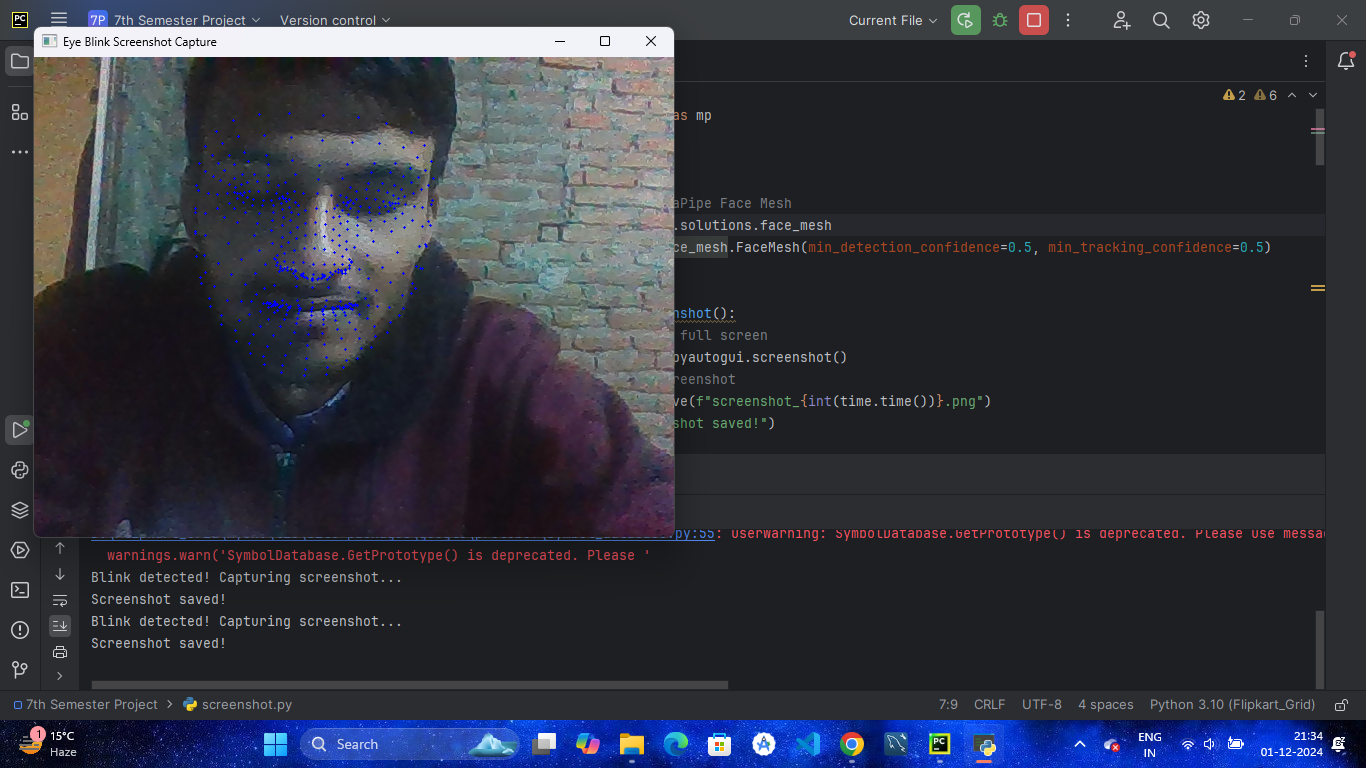 PC
7P 7th Semester Project
Version control
Current File
Eye Blink Screenshot Capture
2 6
as mp
aPipe Face Mesh
.solutions.face_mesh
ce_mesh.FaceMesh(min_detection_confidence=0.5, min_tracking_confidence=0.5)
nshot():
full screen
pyautogui.screenshot()
reenshot
ve(f"screenshot_{int(time.time())}.png")
shot saved!")
py:55: UserWarning: SymbolDatabase.GetPrototype() is deprecated. Please use messa
warnings.warn('SymbolDatabase.GetPrototype() is deprecated. Please '
Blink detected! Capturing screenshot...
Screenshot saved!
Blink detected! Capturing screenshot...
Screenshot saved!
7th Semester Project > screenshot.py
7:9 CRLF UTF-8 4 spaces Python 3.10 (Flipkart_Grid)
1
15°C
Haze
Search
PC
ENG
IN
21:34
01-12-2024